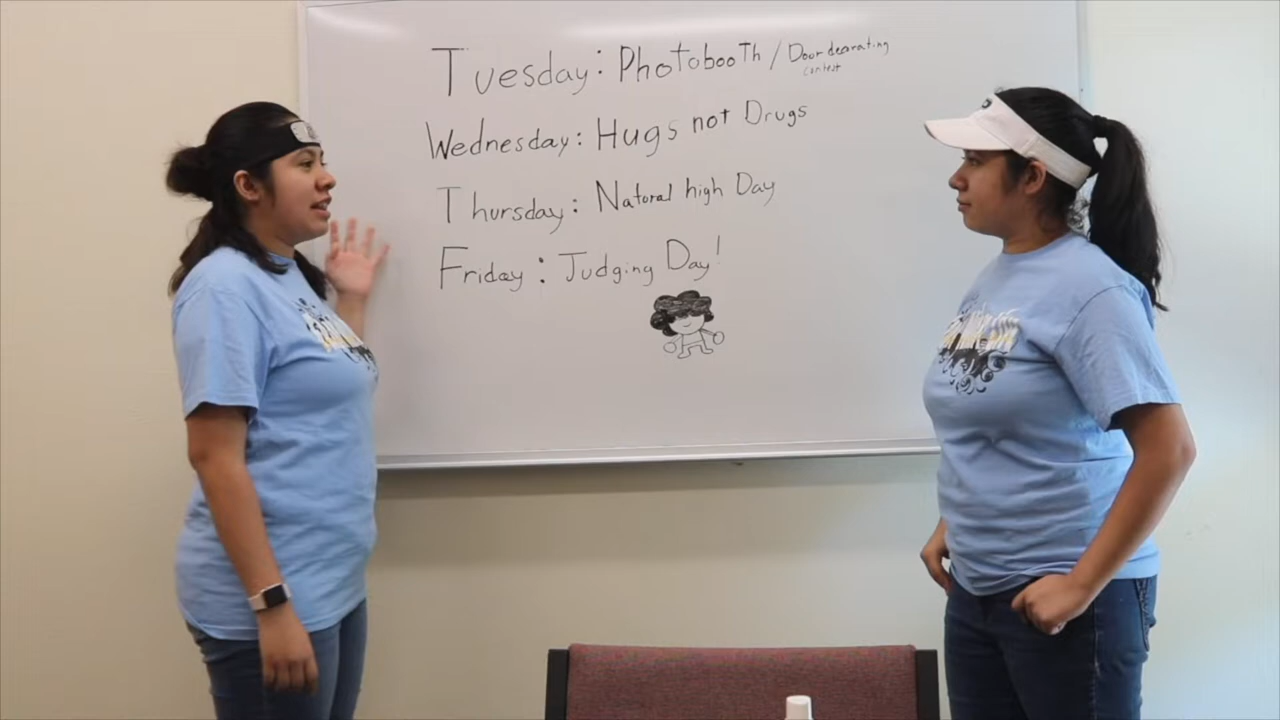 Tuesday: Photobooth / Door decorating contest
Wednesday: Hugs not Drugs
Thursday: Natural high Day
Friday: Judging Day!